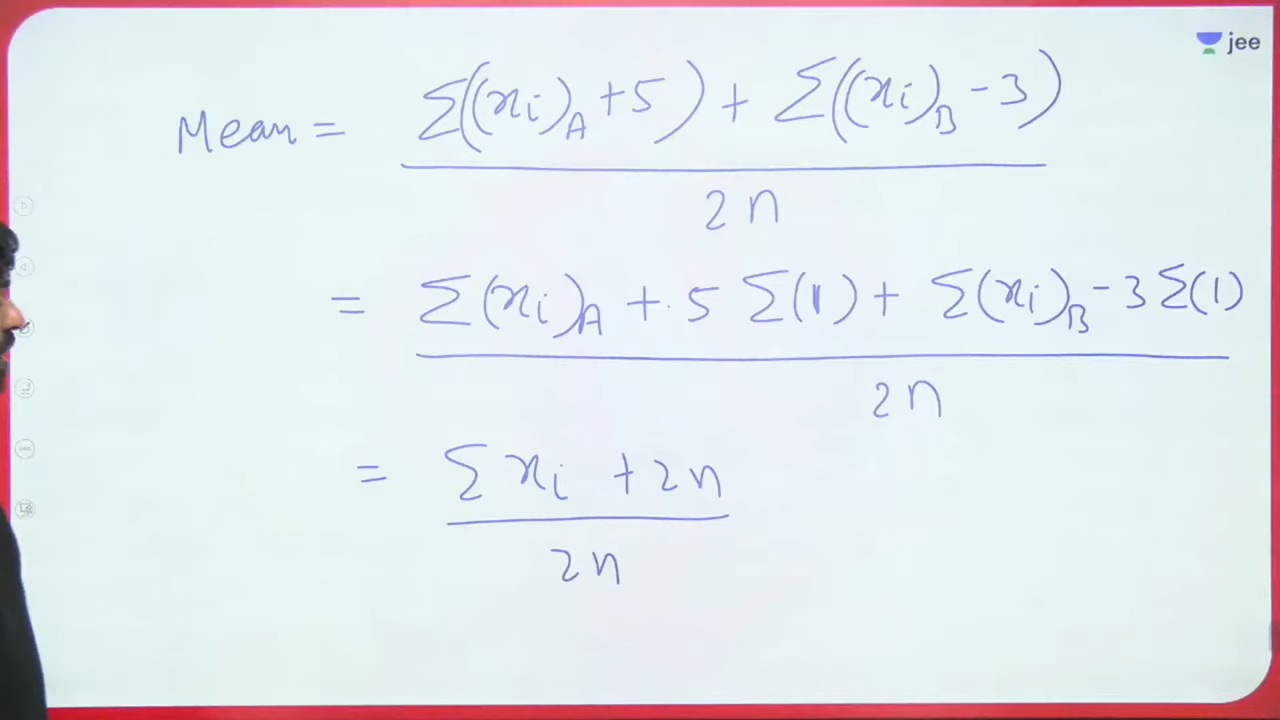 jee
Mean = Σ((xi)A +5) + Σ((xi)B -3)
2n
= Σ(xi)A + 5 Σ(1) + Σ(xi)B - 3 Σ(1)
2n
= Σ xi + 2n
2n